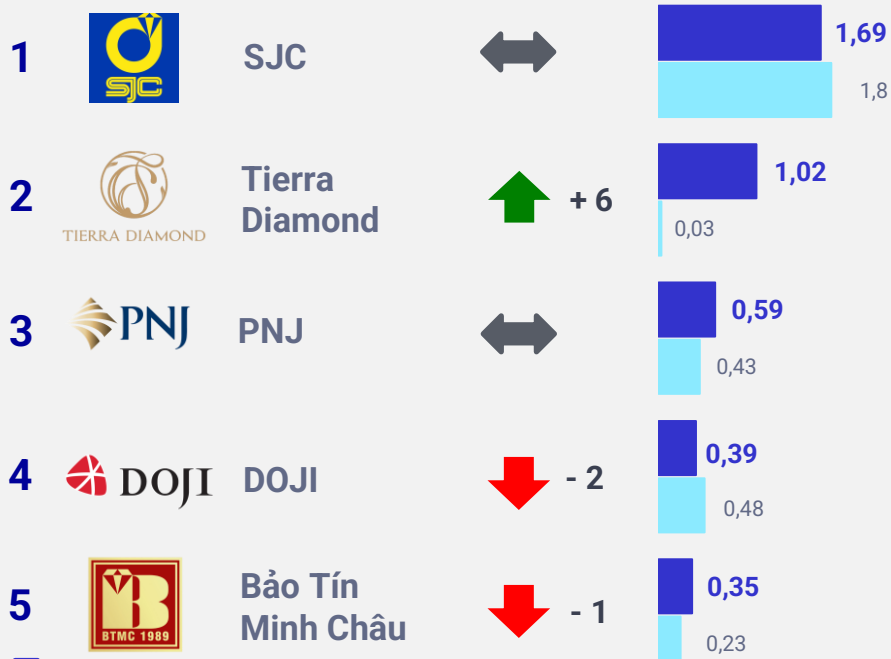 1
SJC
SJC
1,69
1,8
2
TIERRA DIAMOND
Tierra
Diamond
+ 6
1,02
0,03
3
PNJ
PNJ
0,59
0,43
4
DOJI
DOJI
- 2
0,39
0,48
5
BTMC 1989
Bảo Tín
Minh Châu
- 1
0,35
0,23